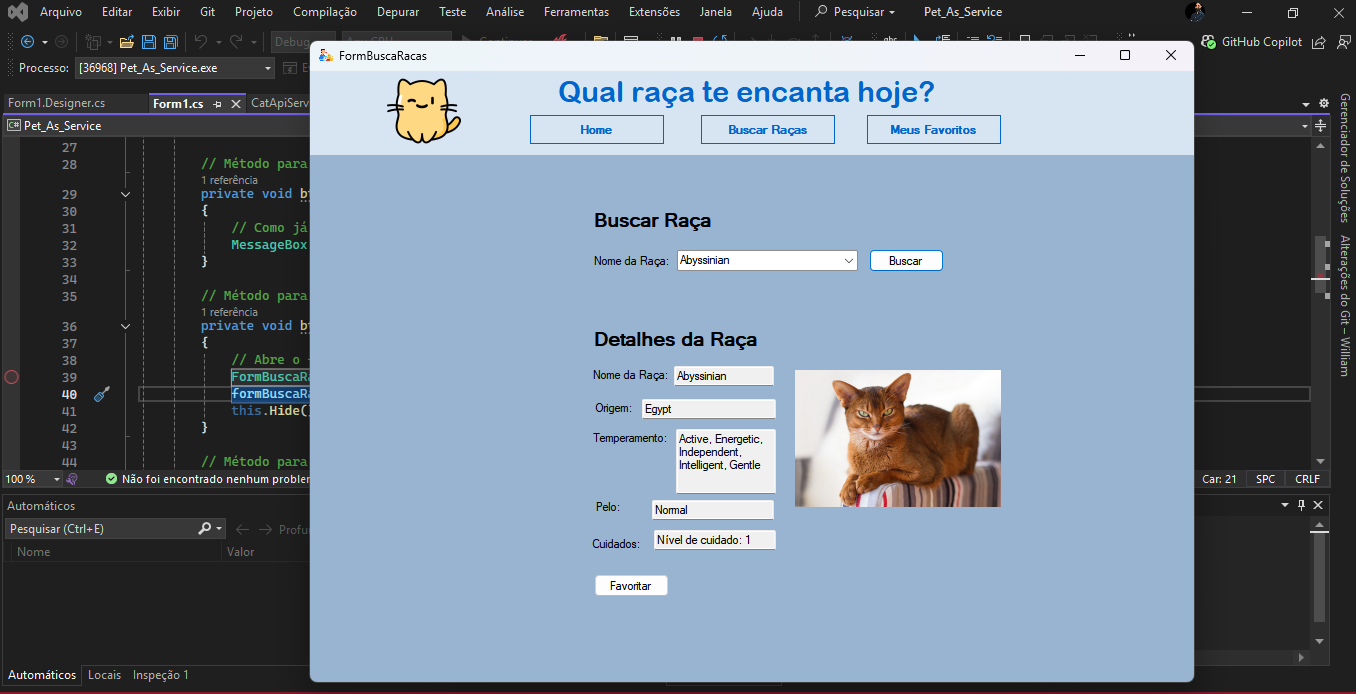 Arquivo Editar Exibir Git Projeto Compilação Depurar Teste Análise Ferramentas Extensões Janela Ajuda Pesquisar Pet_As_Service
Debug GitHub Copilot
Processo: [36968] Pet_As_Service.exe
Form1.Designer.cs Form1.cs CatApiServ
Pet_As_Service
27
28 // Método para
1 referência
29 private void
30 {
31 // Como já
32 MessageBox
33 }
34
35 // Método para
1 referência
36 private void
37 {
38 // Abre o
39 FormBuscaRa
40 formBuscaRa
41 this.Hide()
42 }
43
44 // Método para
100 % Não foi encontrado nenhum probler Car: 21 SPC CRLF
Automáticos
Pesquisar (Ctrl+E) Profu
Nome Valor
Automáticos Locais Inspeção 1
Gerenciador de Soluções
Alterações do Git – William
FormBuscaRacas
Qual raça te encanta hoje?
Home Buscar Raças Meus Favoritos
Buscar Raça
Nome da Raça: Abyssinian Buscar
Detalhes da Raça
Nome da Raça: Abyssinian
Origem: Egypt
Temperamento: Active, Energetic,
Independent,
Intelligent, Gentle
Pelo: Normal
Cuidados: Nível de cuidado: 1
Favoritar